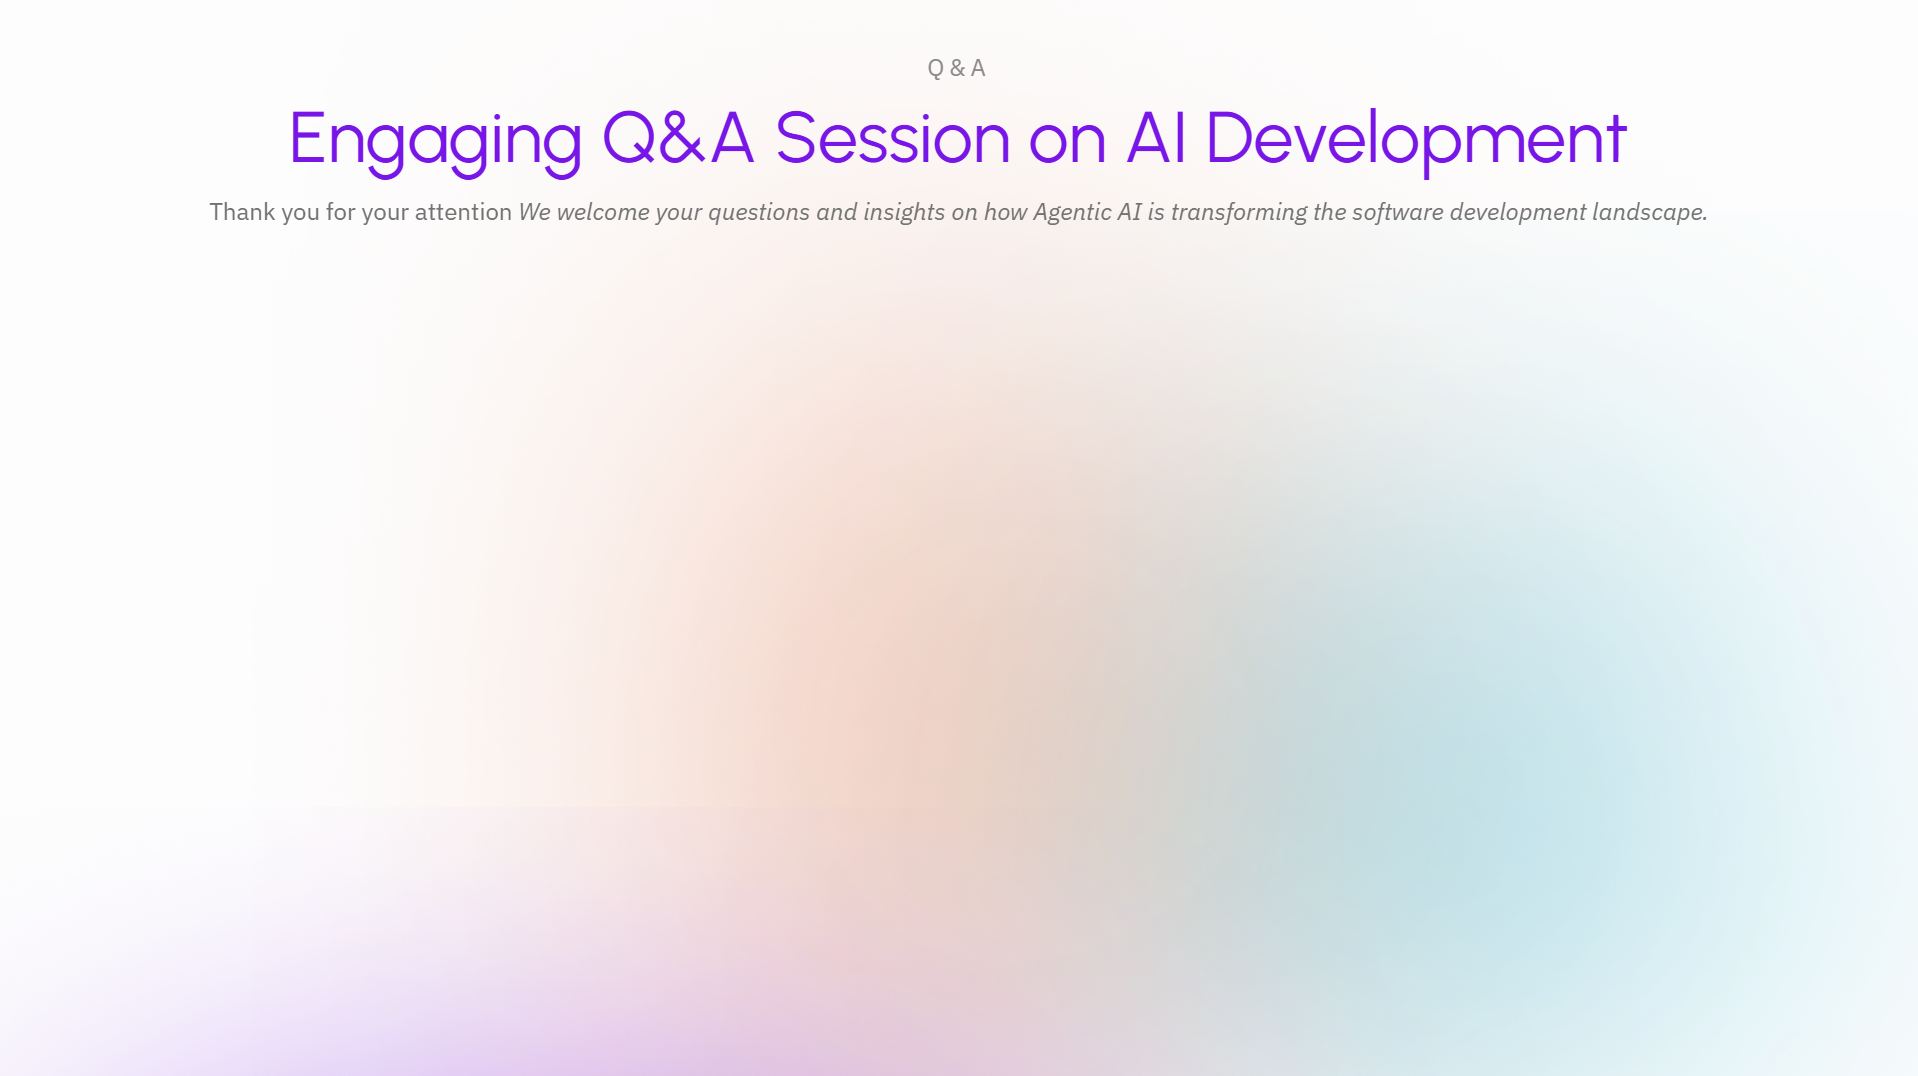 Q & A
Engaging Q&A Session on AI Development
Thank you for your attention We welcome your questions and insights on how Agentic AI is transforming the software development landscape.